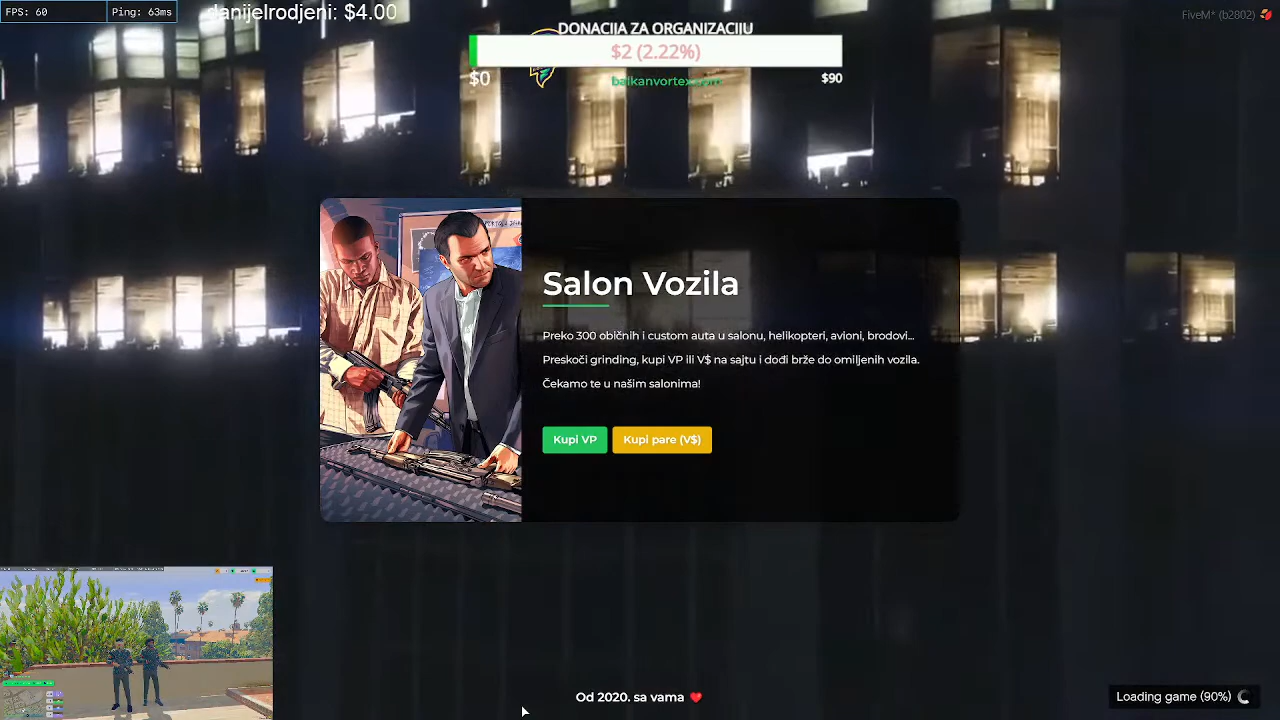 FPS: 60
Ping: 63ms
danijelrodjeni: $4.00
FiveM* (b2802)
DONACIJA ZA ORGANIZACIJU
$2 (2.22%)
$0
balkanvortex.com
$90
Salon Vozila
Preko 300 običnih i custom auta u salonu, helikopteri, avioni, brodovi...
Preskoči grinding, kupi VP ili V$ na sajtu i dođi brže do omiljenih vozila.
Čekamo te u našim salonima!
Kupi VP
Kupi pare (V$)
Od 2020. sa vama ❤️
Loading game (90%)